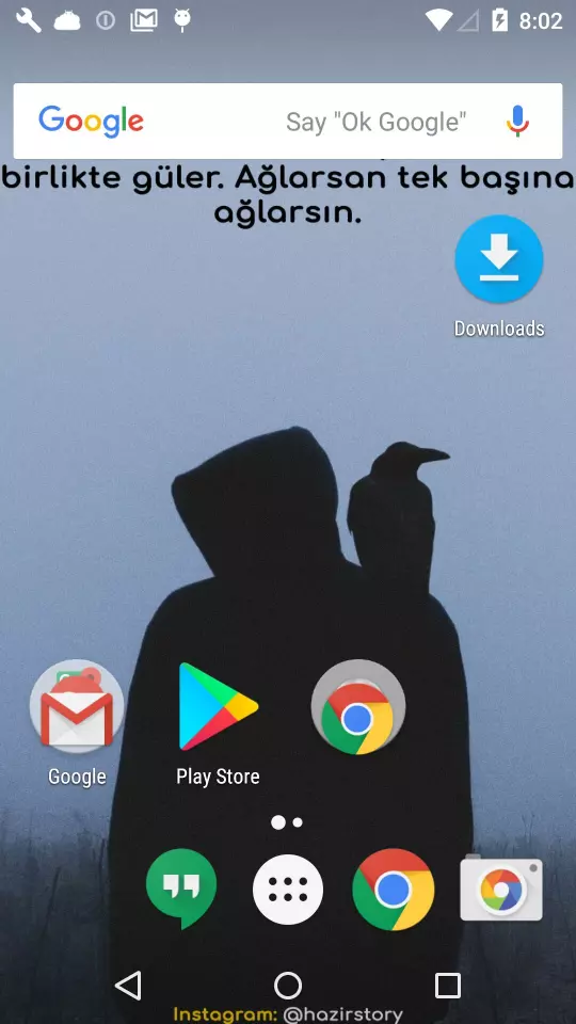 8:02
Google
Say "Ok Google"
birlikte güler. Ağlarsan tek başına
ağlarsın.
Downloads
Google
Play Store
Instagram: @hazirstory